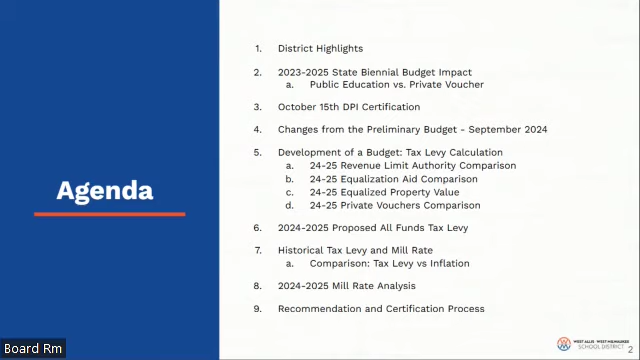 Agenda
1. District Highlights
2. 2023-2025 State Biennial Budget Impact
a. Public Education vs. Private Voucher
3. October 15th DPI Certification
4. Changes from the Preliminary Budget - September 2024
5. Development of a Budget: Tax Levy Calculation
a. 24-25 Revenue Limit Authority Comparison
b. 24-25 Equalization Aid Comparison
c. 24-25 Equalized Property Value
d. 24-25 Private Vouchers Comparison
6. 2024-2025 Proposed All Funds Tax Levy
7. Historical Tax Levy and Mill Rate
a. Comparison: Tax Levy vs Inflation
8. 2024-2025 Mill Rate Analysis
9. Recommendation and Certification Process
WEST ALLIS-WEST MILWAUKEE
SCHOOL DISTRICT
2
Board Rm